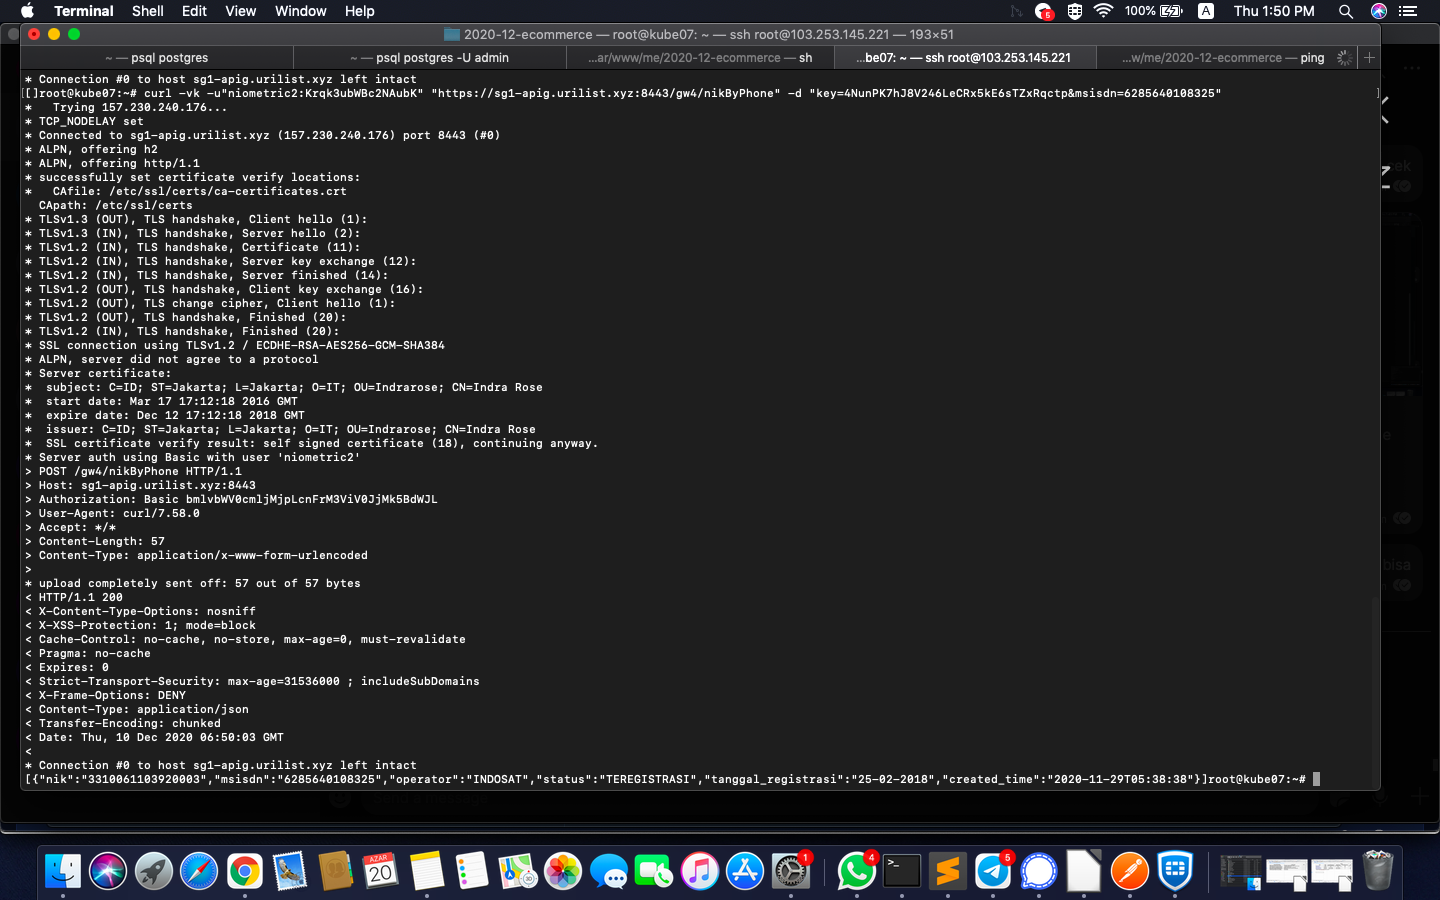 Terminal Shell Edit View Window Help 5 100% A Thu 1:50 PM
2020-12-ecommerce — root@kube07: ~ — ssh root@103.253.145.221 — 193×51
~ — psql postgres
~ — psql postgres -U admin
...ar/www/me/2020-12-ecommerce — sh
...be07: ~ — ssh root@103.253.145.221
...w/me/2020-12-ecommerce — ping
* Connection #0 to host sg1-apig.urilist.xyz left intact
[[]root@kube07:~# curl -vk -u"niometric2:Krqk3ubWBc2NAubK" "https://sg1-apig.urilist.xyz:8443/gw4/nikByPhone" -d "key=4NunPK7hJ8V246LeCRx5kE6sTZxRqctp&msisdn=6285640108325" ]
*   Trying 157.230.240.176...
* TCP_NODELAY set
* Connected to sg1-apig.urilist.xyz (157.230.240.176) port 8443 (#0)
* ALPN, offering h2
* ALPN, offering http/1.1
* successfully set certificate verify locations:
*   CAfile: /etc/ssl/certs/ca-certificates.crt
  CApath: /etc/ssl/certs
* TLSv1.3 (OUT), TLS handshake, Client hello (1):
* TLSv1.3 (IN), TLS handshake, Server hello (2):
* TLSv1.2 (IN), TLS handshake, Certificate (11):
* TLSv1.2 (IN), TLS handshake, Server key exchange (12):
* TLSv1.2 (IN), TLS handshake, Server finished (14):
* TLSv1.2 (OUT), TLS handshake, Client key exchange (16):
* TLSv1.2 (OUT), TLS change cipher, Client hello (1):
* TLSv1.2 (OUT), TLS handshake, Finished (20):
* TLSv1.2 (IN), TLS handshake, Finished (20):
* SSL connection using TLSv1.2 / ECDHE-RSA-AES256-GCM-SHA384
* ALPN, server did not agree to a protocol
* Server certificate:
*  subject: C=ID; ST=Jakarta; L=Jakarta; O=IT; OU=Indrarose; CN=Indra Rose
*  start date: Mar 17 17:12:18 2016 GMT
*  expire date: Dec 12 17:12:18 2018 GMT
*  issuer: C=ID; ST=Jakarta; L=Jakarta; O=IT; OU=Indrarose; CN=Indra Rose
*  SSL certificate verify result: self signed certificate (18), continuing anyway.
* Server auth using Basic with user 'niometric2'
> POST /gw4/nikByPhone HTTP/1.1
> Host: sg1-apig.urilist.xyz:8443
> Authorization: Basic bmlvbWV0cmljMjpLcnFrM3ViV0JjMk5BdWJL
> User-Agent: curl/7.58.0
> Accept: */*
> Content-Length: 57
> Content-Type: application/x-www-form-urlencoded
>
* upload completely sent off: 57 out of 57 bytes
< HTTP/1.1 200
< X-Content-Type-Options: nosniff
< X-XSS-Protection: 1; mode=block
< Cache-Control: no-cache, no-store, max-age=0, must-revalidate
< Pragma: no-cache
< Expires: 0
< Strict-Transport-Security: max-age=31536000 ; includeSubDomains
< X-Frame-Options: DENY
< Content-Type: application/json
< Transfer-Encoding: chunked
< Date: Thu, 10 Dec 2020 06:50:03 GMT
<
* Connection #0 to host sg1-apig.urilist.xyz left intact
[{"nik":"3310061103920003","msisdn":"6285640108325","operator":"INDOSAT","status":"TEREGISTRASI","tanggal_registrasi":"25-02-2018","created_time":"2020-11-29T05:38:38"}]root@kube07:~#
AZAR
20
1
4
5